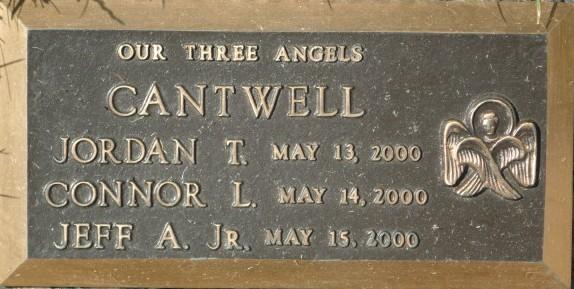 OUR THREE ANGELS
CANTWELL
JORDAN T. MAY 13, 2000
CONNOR L. MAY 14, 2000
JEFF A. JR. MAY 15, 2000